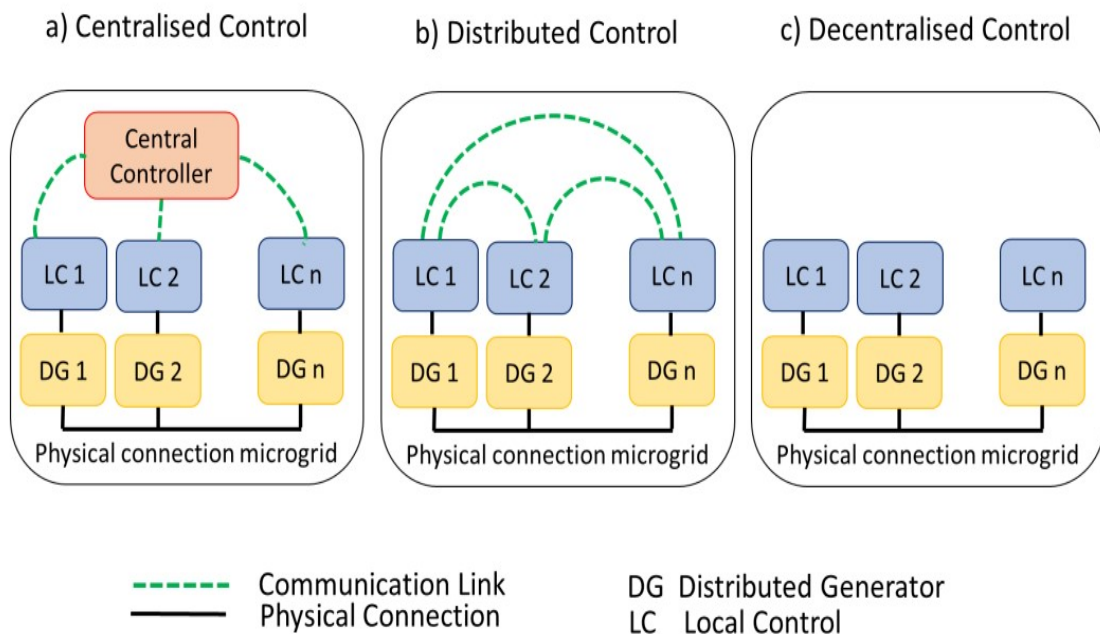 a) Centralised Control
b) Distributed Control
c) Decentralised Control
Central
Controller
LC 1
LC 2
LC n
DG 1
DG 2
DG n
Physical connection microgrid
LC 1
LC 2
LC n
DG 1
DG 2
DG n
Physical connection microgrid
LC 1
LC 2
LC n
DG 1
DG 2
DG n
Physical connection microgrid
Communication Link
Physical Connection
DG Distributed Generator
LC Local Control